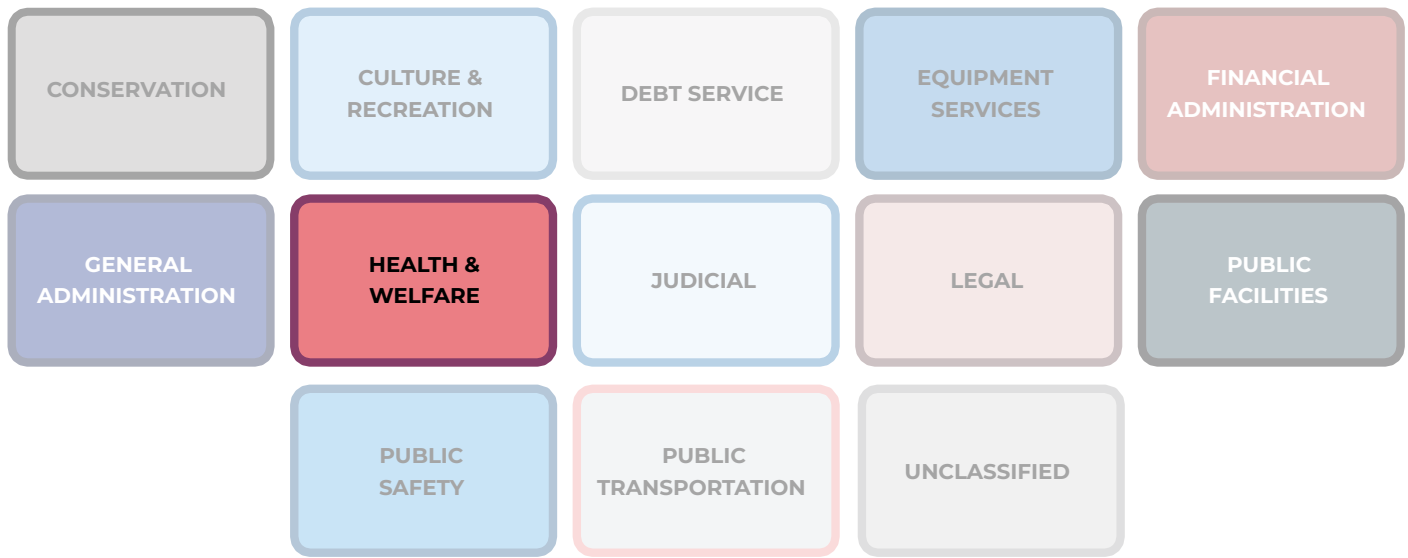 CONSERVATION
CULTURE &
RECREATION
DEBT SERVICE
EQUIPMENT
SERVICES
FINANCIAL
ADMINISTRATION
GENERAL
ADMINISTRATION
HEALTH &
WELFARE
JUDICIAL
LEGAL
PUBLIC
FACILITIES
PUBLIC
SAFETY
PUBLIC
TRANSPORTATION
UNCLASSIFIED